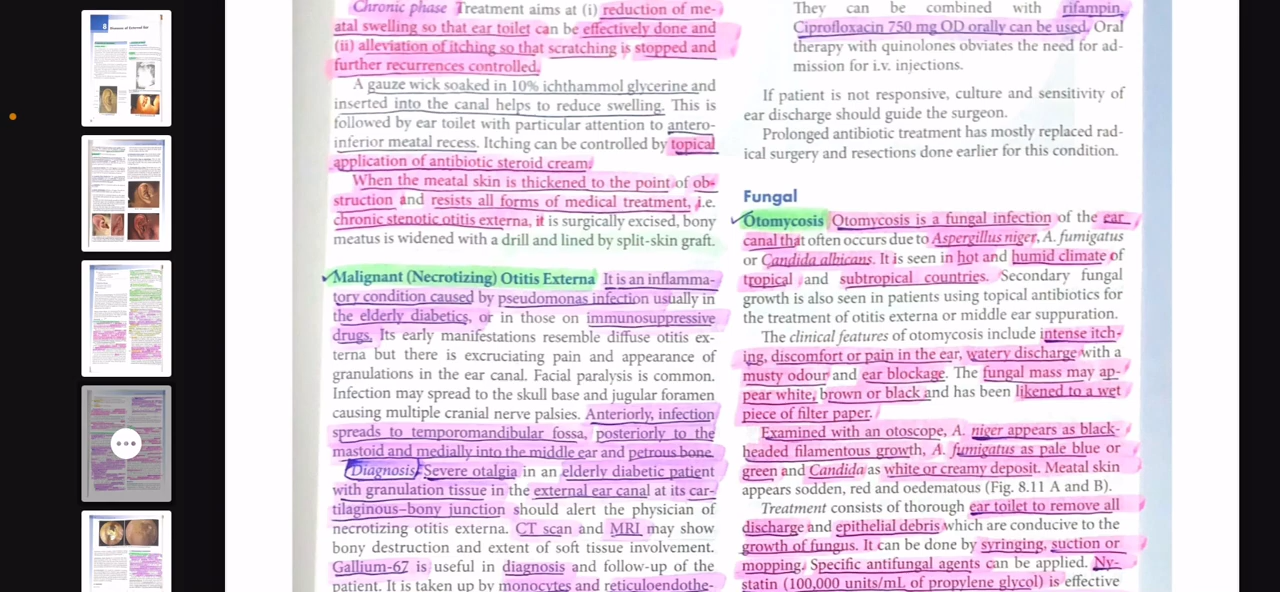 Chronic phase Treatment aims at (i) reduction of me-
atal swelling so that ear toilet can be effectively done and
(ii) alleviation of itching so that scratching is stopped and
further recurrences controlled.
A gauze wick soaked in 10% ichthammol glycerine and
inserted into the canal helps to reduce swelling. This is
followed by ear toilet with particular attention to antero-
inferior meatal recess. Itching can be controlled by topical
application of antibiotic steroid cream.
When the meatal skin is thickened to the point of ob-
struction and resists all forms of medical treatment, i.e.
chronic stenotic otitis externa, it is surgically excised, bony
meatus is widened with a drill and lined by split-skin graft.
Malignant (Necrotizing) Otitis Externa It is an inflamma-
tory condition caused by pseudomonas infection usually in
the elderly diabetics, or in those on immunosuppressive
drugs. Its early manifestations resemble diffuse otitis ex-
terna but there is excruciating pain and appearance of
granulations in the ear canal. Facial paralysis is common.
Infection may spread to the skull base and jugular foramen
causing multiple cranial nerve palsies. Anteriorly, infection
spreads to temporomandibular fossa, posteriorly to the
mastoid and medially into the middle ear and petrous bone.
Diagnosis Severe otalgia in an elderly diabetic patient
with granulation tissue in the external ear canal at its car-
tilaginous–bony junction should alert the physician of
necrotizing otitis externa. CT scan and MRI may show
bony destruction and extent of soft tissue involvement.
Gallium-67 is useful in diagnosis and follow-up of the
patient. It is taken up by monocytes and reticuloendothe-
They can be combined with rifampin.
Ciprofloxacin 750 mg OD orally can be used. Oral
therapy with quinolones obviates the need for ad-
mission for i.v. injections.
If patient is not responsive, culture and sensitivity of
ear discharge should guide the surgeon.
Prolonged antibiotic treatment has mostly replaced rad-
ical surgery and resections done earlier for this condition.
Fungal
Otomycosis Otomycosis is a fungal infection of the ear
canal that often occurs due to Aspergillus niger, A. fumigatus
or Candida albicans. It is seen in hot and humid climate of
tropical and subtropical countries. Secondary fungal
growth is also seen in patients using topical antibiotics for
the treatment of otitis externa or middle ear suppuration.
The clinical features of otomycosis include intense itch-
ing, discomfort or pain in the ear, watery discharge with a
musty odour and ear blockage. The fungal mass may ap-
pear white, brown or black and has been likened to a wet
piece of filter paper.
Examined with an otoscope, A. niger appears as black-
headed filamentous growth, A. fumigatus as pale blue or
green and Candida as white or creamy deposit. Meatal skin
appears sodden, red and oedematous (Fig. 8.11 A and B).
Treatment consists of thorough ear toilet to remove all
discharge and epithelial debris which are conducive to the
growth of fungus. It can be done by syringing, suction or
mopping. Specific antifungal agents can be applied. Ny-
statin (100,000 units/mL of propylene glycol) is effective